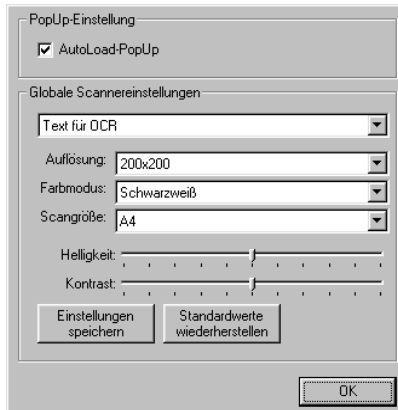 PopUp-Einstellung
AutoLoad-PopUp
Globale Scannereinstellungen
Text für OCR
Auflösung: 200x200
Farbmodus: Schwarzweiß
Scangröße: A4
Helligkeit:
Kontrast:
Einstellungen speichern
Standardwerte wiederherstellen
OK